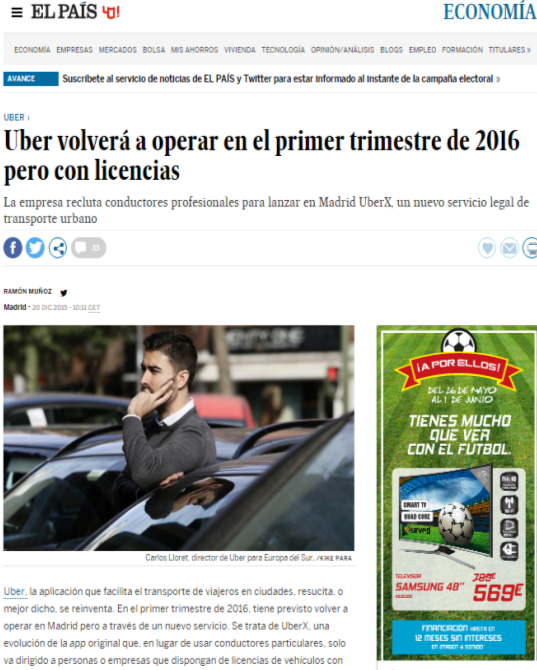 EL PAÍS 40!
ECONOMÍA
ECONOMÍA EMPRESAS MERCADOS BOLSA MIS AHORROS VIVIENDA TECNOLOGÍA OPINIÓN/ANÁLISIS BLOGS EMPLEO FORMACIÓN TITULARES »
AVANCE Suscríbete al servicio de noticias de EL PAÍS y Twitter para estar informado al instante de la campaña electoral »
UBER ›
Uber volverá a operar en el primer trimestre de 2016
pero con licencias
La empresa recluta conductores profesionales para lanzar en Madrid UberX, un nuevo servicio legal de
transporte urbano
33
RAMÓN MUÑOZ
Madrid - 20 DIC 2015 - 10:11 CET
Carlos Lloret, director de Uber para Europa del Sur. / KIKE PARA
Uber, la aplicación que facilita el transporte de viajeros en ciudades, resucita, o
mejor dicho, se reinventa. En el primer trimestre de 2016, tiene previsto volver a
operar en Madrid pero a través de un nuevo servicio. Se trata de UberX, una
evolución de la app original que, en lugar de usar conductores particulares, solo
va dirigido a personas o empresas que dispongan de licencias de vehículos con
¡A POR ELLOS!
DEL 26 DE MAYO
AL 1 DE JUNIO
TIENES MUCHO
QUE VER
CON EL FUTBOL.
SMART TV
QUAD CORE
Curved
TELEVISOR
SAMSUNG 48"
789€
569€
FINANCIACIÓN HASTA EN
12 MESES SIN INTERESES
EN IMAGEN Y SONIDO